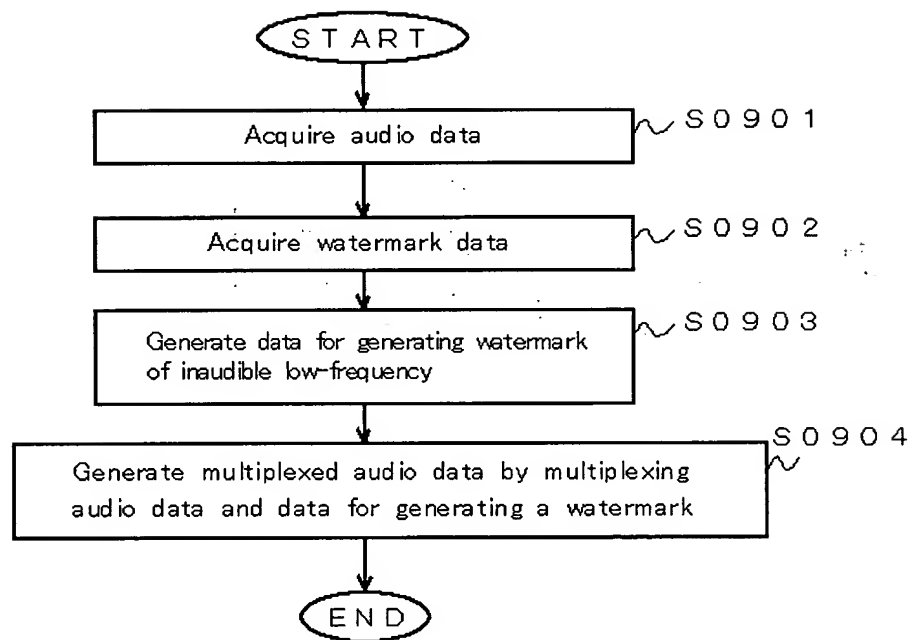 START
Acquire audio data
S0901
Acquire watermark data
S0902
Generate data for generating watermark
of inaudible low-frequency
S0903
Generate multiplexed audio data by multiplexing
audio data and data for generating a watermark
S0904
END